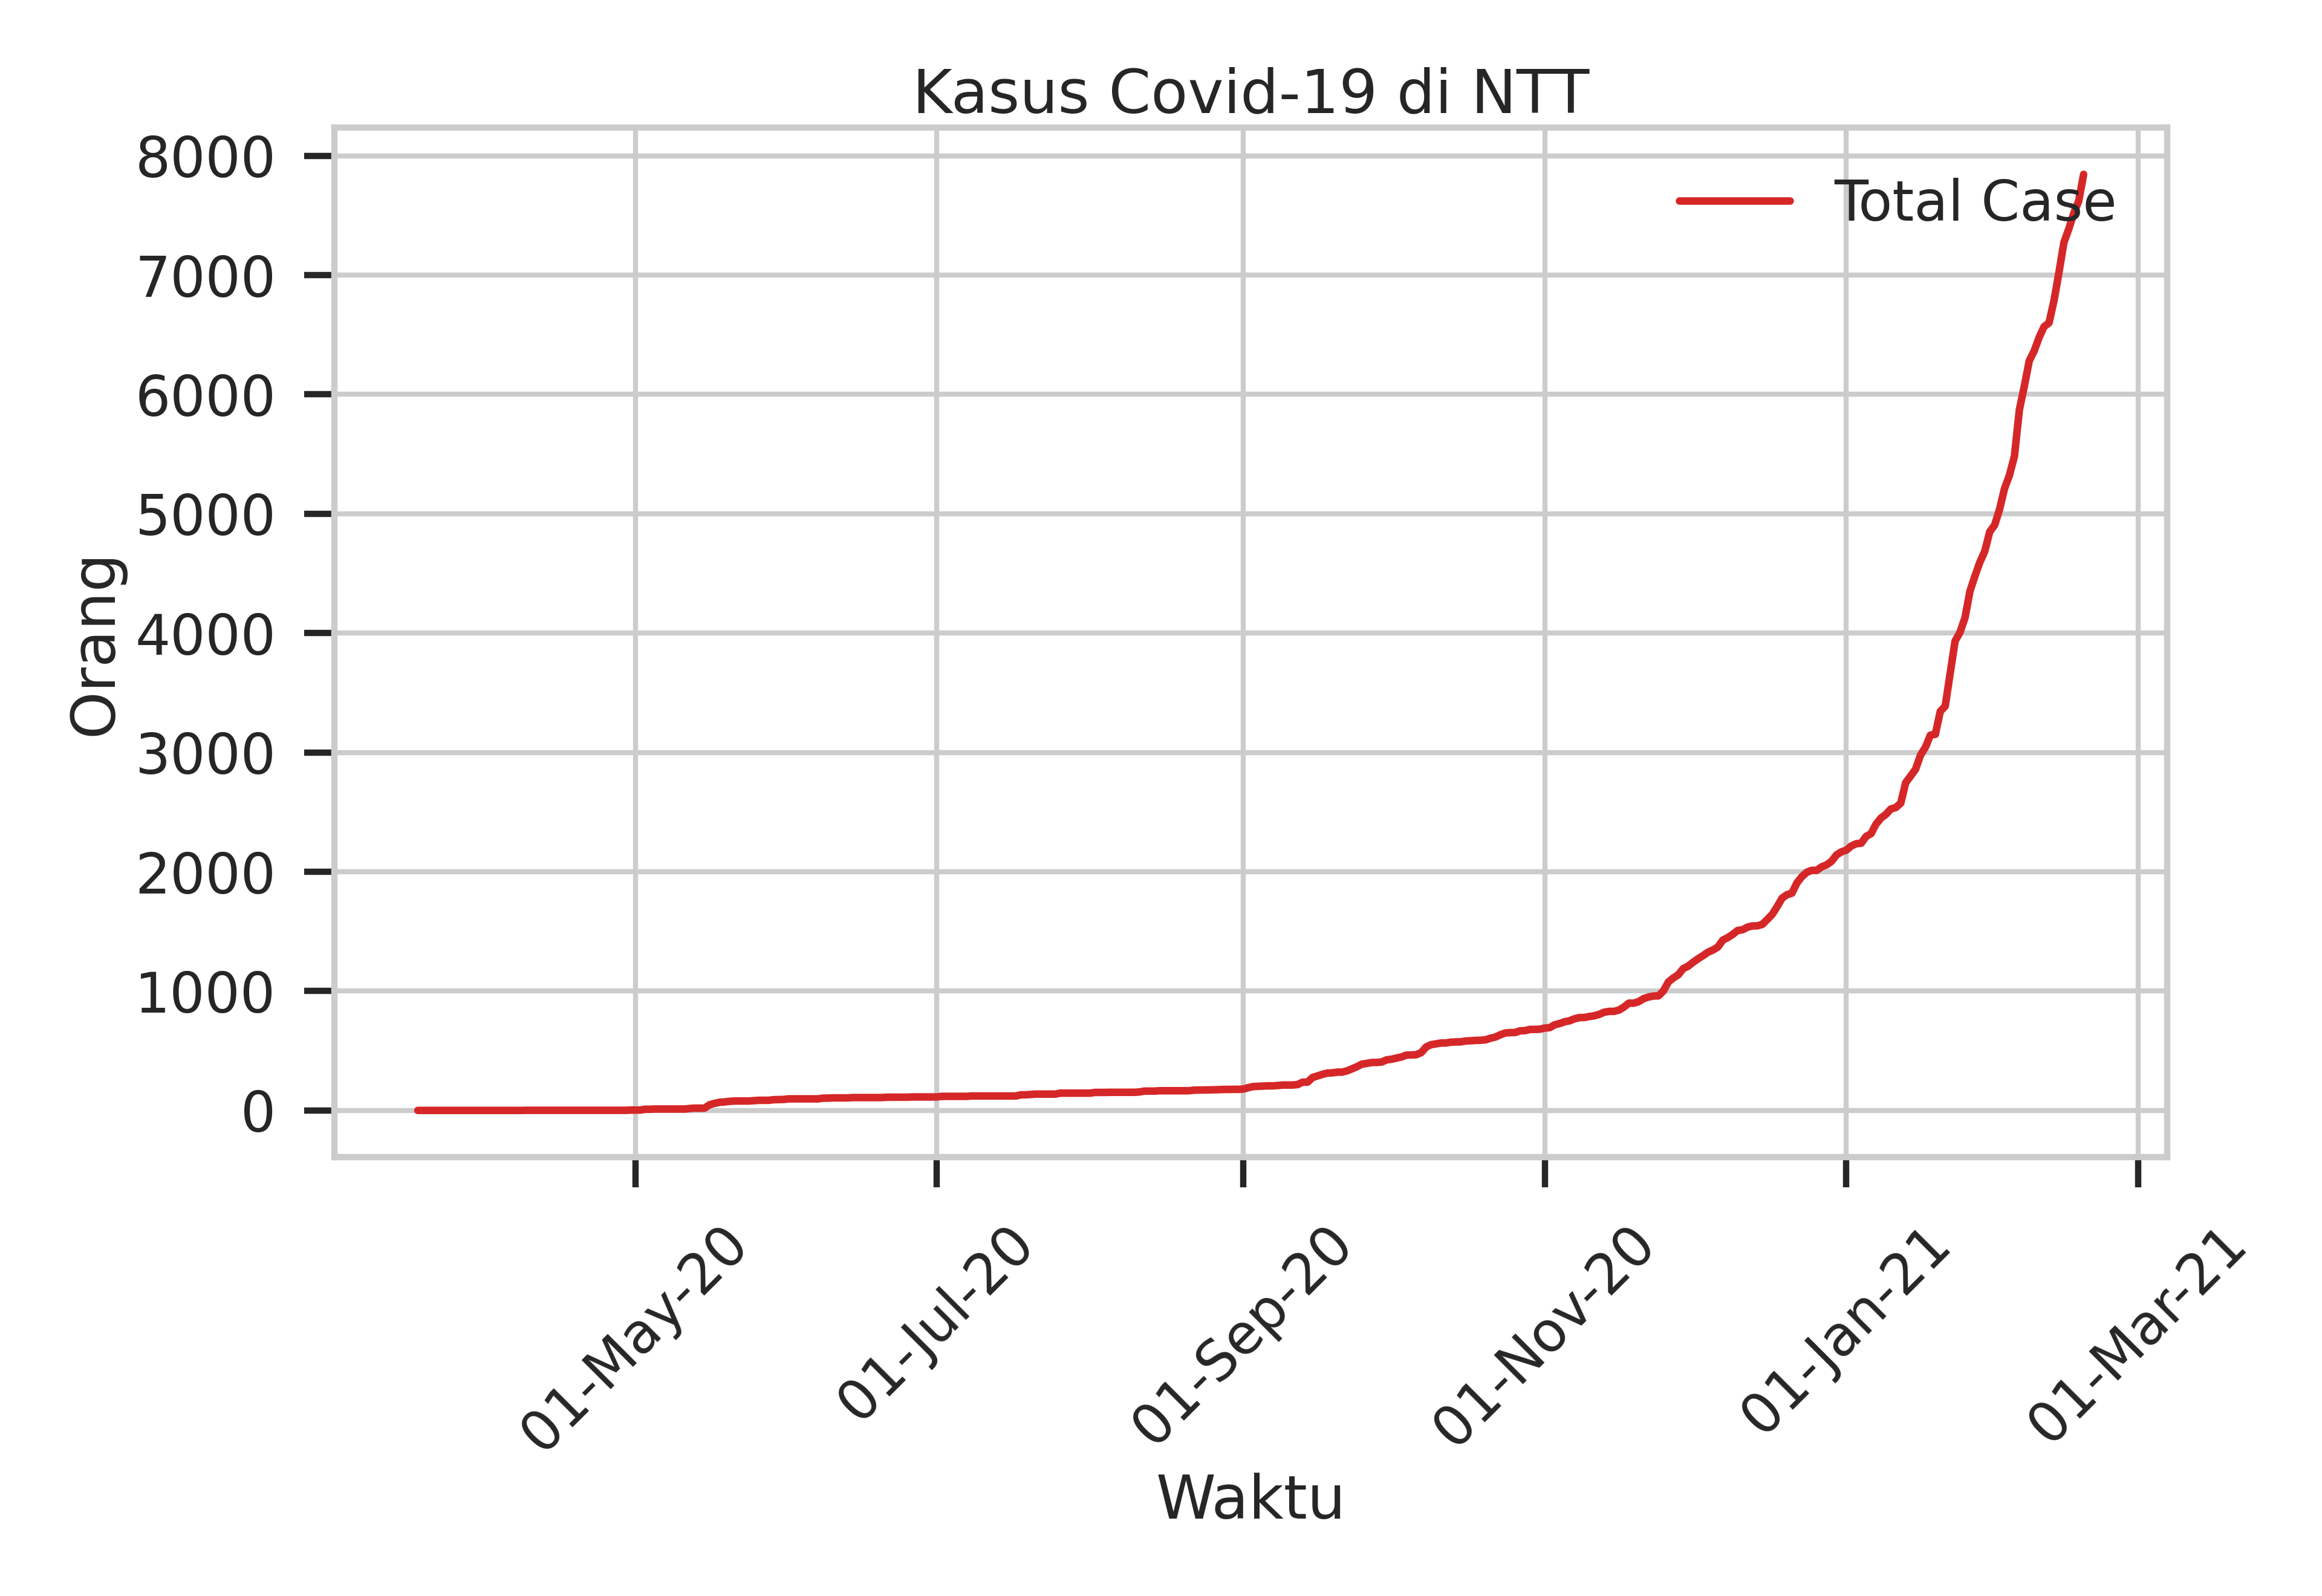 Kasus Covid-19 di NTT
Total Case
8000
7000
6000
5000
4000
3000
2000
1000
0
Orang
01-May-20
01-Jul-20
01-Sep-20
01-Nov-20
01-Jan-21
01-Mar-21
Waktu